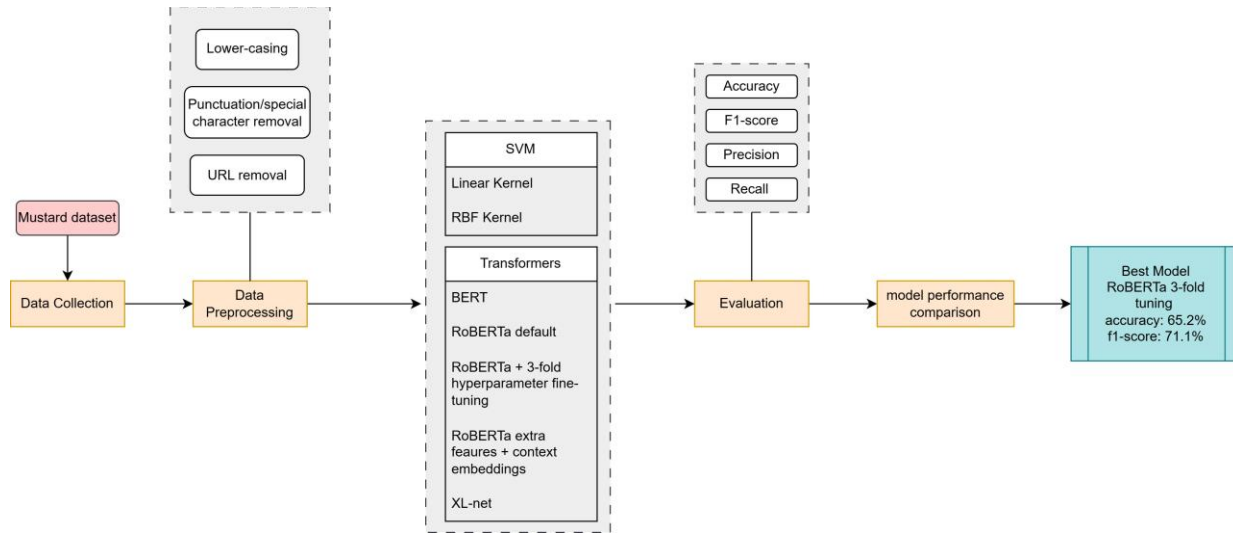 Lower-casing
Punctuation/special
character removal
URL removal
Mustard dataset
Data Collection
Data
Preprocessing
SVM
Linear Kernel
RBF Kernel
Transformers
BERT
RoBERTa default
RoBERTa + 3-fold
hyperparameter fine-
tuning
RoBERTa extra
feaures + context
embeddings
XL-net
Accuracy
F1-score
Precision
Recall
Evaluation
model performance
comparison
Best Model
RoBERTa 3-fold
tuning
accuracy: 65.2%
f1-score: 71.1%